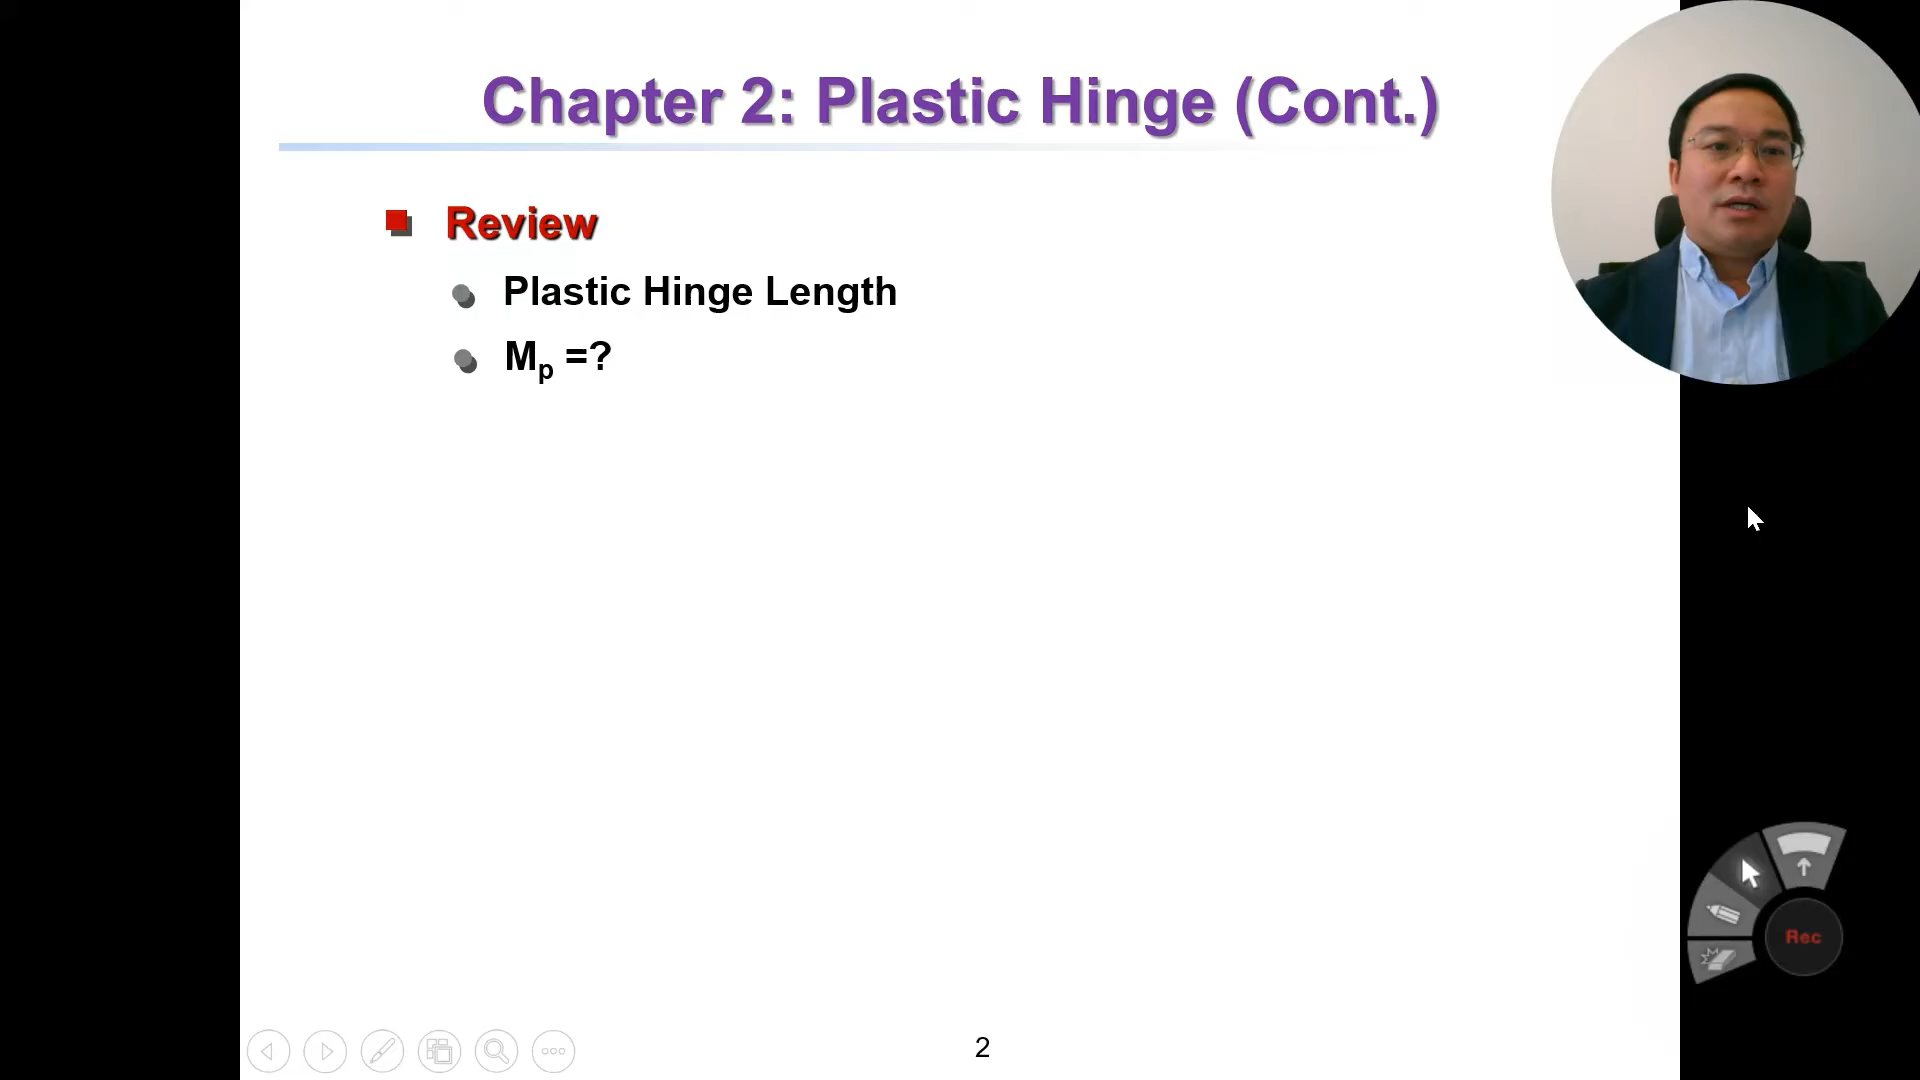 Chapter 2: Plastic Hinge (Cont.)
Review
Plastic Hinge Length
Mp =?
Rec
2